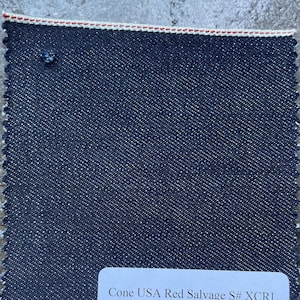 Cone USA Red Salvage S# XCR1